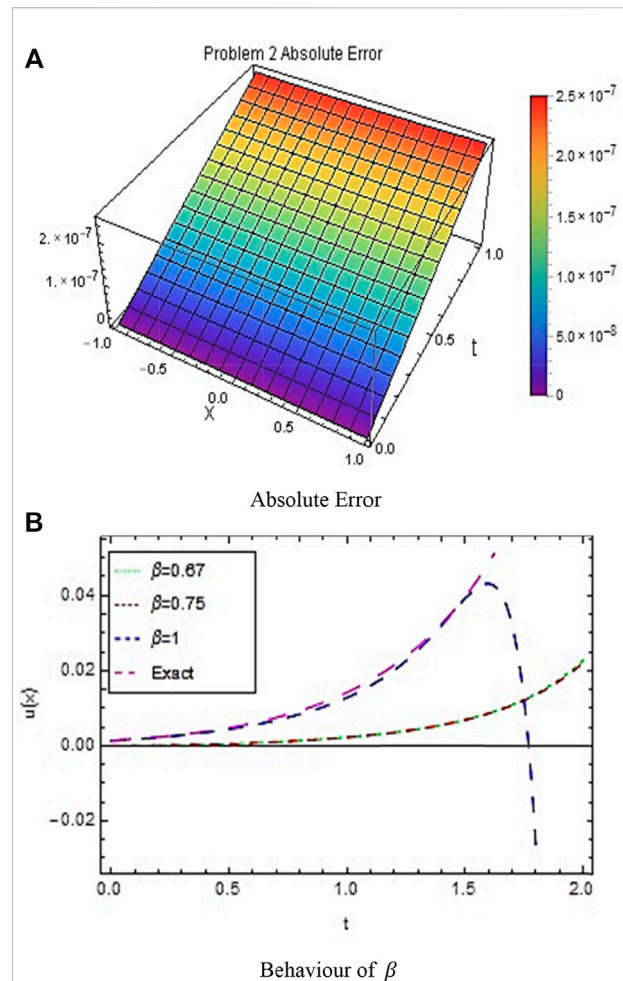 A
Problem 2 Absolute Error
2.5×10⁻⁷
2.0×10⁻⁷
1.5×10⁻⁷
1.0×10⁻⁷
5.0×10⁻⁸
0
2.×10⁻⁷
1.×10⁻⁷
0
-1.0
-0.5
0.0
0.5
1.0
X
0.0
0.5
1.0
t
Absolute Error
B
β=0.67
β=0.75
β=1
Exact
0.04
0.02
0.00
-0.02
u(x)
0.0 0.5 1.0 1.5 2.0
t
Behaviour of β